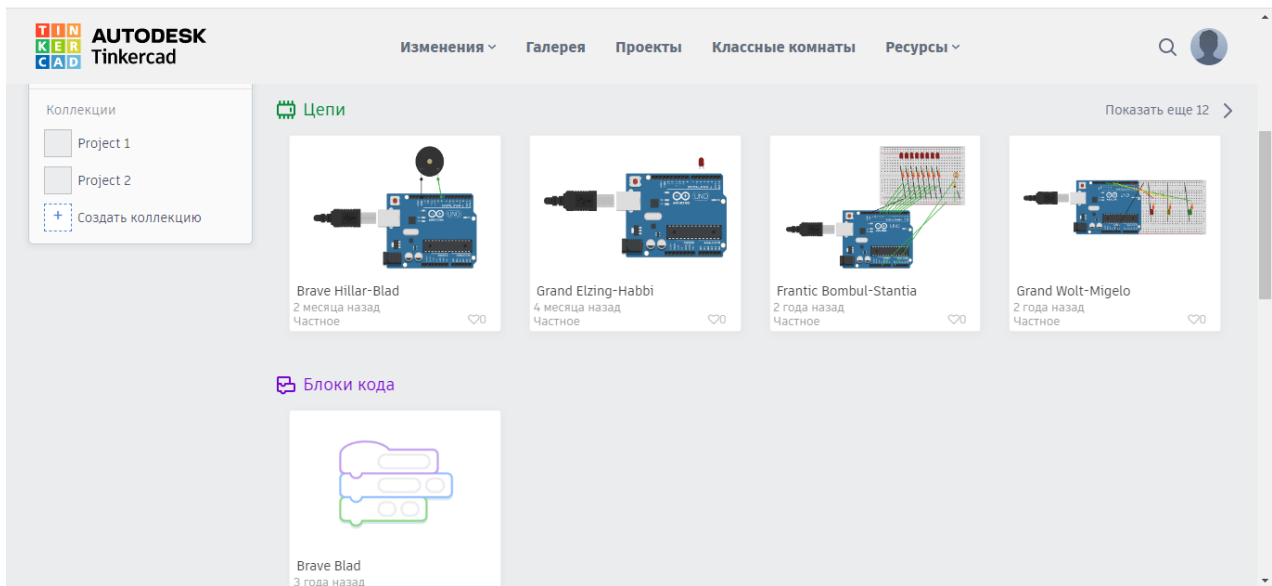 TINKERCAD
AUTODESK
Tinkercad
Изменения
Галерея
Проекты
Классные комнаты
Ресурсы
Коллекции
Project 1
Project 2
+ Создать коллекцию
Цепи
Показать еще 12
Brave Hillar-Blad
2 месяца назад
Частное
0
Grand Elzing-Habbi
4 месяца назад
Частное
0
Frantic Bombul-Stantia
2 года назад
Частное
0
Grand Wolt-Migelo
2 года назад
Частное
0
Блоки кода
Brave Blad
3 года назад